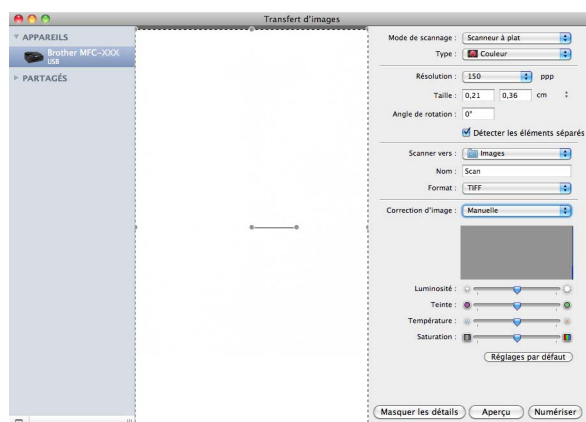 Transfert d'images
APPAREILS
Brother MFC-XXX
USB
PARTAGÉS
Mode de scannage : Scanneur à plat
Type : Couleur
Résolution : 150 ppp
Taille : 0,21 0,36 cm
Angle de rotation : 0°
Détecter les éléments séparés
Scanner vers : Images
Nom : Scan
Format : TIFF
Correction d'image : Manuelle
Luminosité :
Teinte :
Température :
Saturation :
Réglages par défaut
Masquer les détails Aperçu Numériser